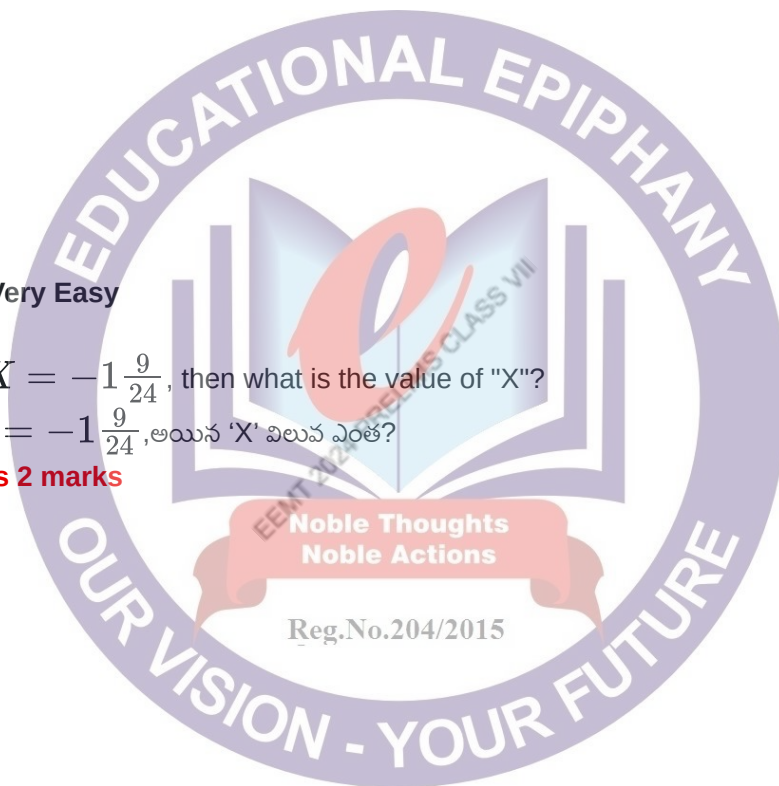 EDUCATIONAL EPIPHANY
Very Easy
X = −1 9/24, then what is the value of "X"?
= −1 9/24,అయిన ‘X’ విలువ ఎంత?
s 2 marks
EEMT 2024 PRELIMS CLASS VII
Noble Thoughts
Noble Actions
Reg.No.204/2015
OUR VISION - YOUR FUTURE